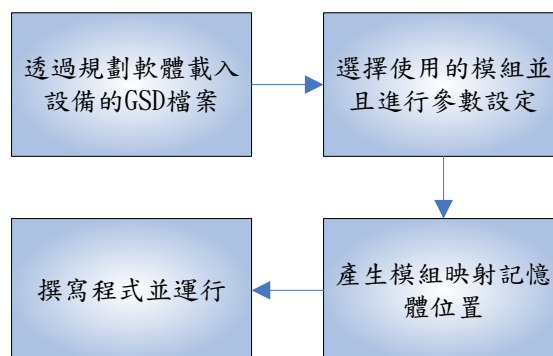 透過規劃軟體載入
設備的GSD檔案
選擇使用的模組並
且進行參數設定
產生模組映射記憶
體位置
撰寫程式並運行